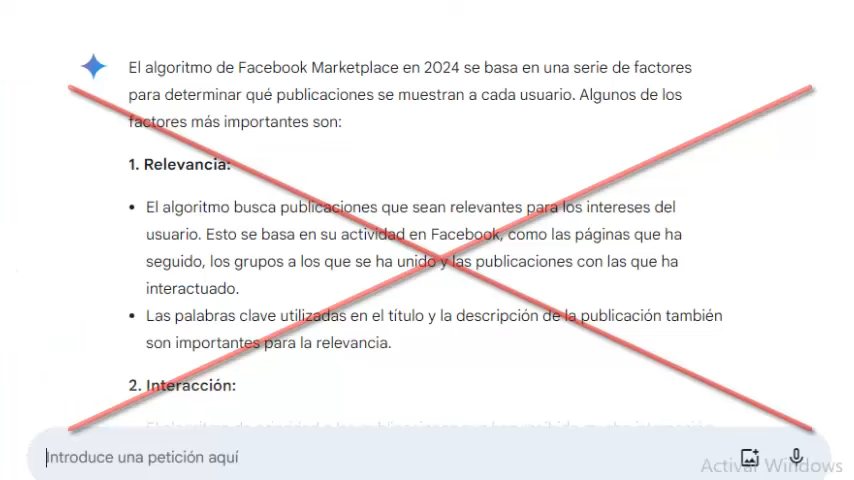 El algoritmo de Facebook Marketplace en 2024 se basa en una serie de factores
para determinar qué publicaciones se muestran a cada usuario. Algunos de los
factores más importantes son:
1. Relevancia:
• El algoritmo busca publicaciones que sean relevantes para los intereses del
usuario. Esto se basa en su actividad en Facebook, como las páginas que ha
seguido, los grupos a los que se ha unido y las publicaciones con las que ha
interactuado.
• Las palabras clave utilizadas en el título y la descripción de la publicación también
son importantes para la relevancia.
2. Interacción:
Introduce una petición aquí
Activar Windows